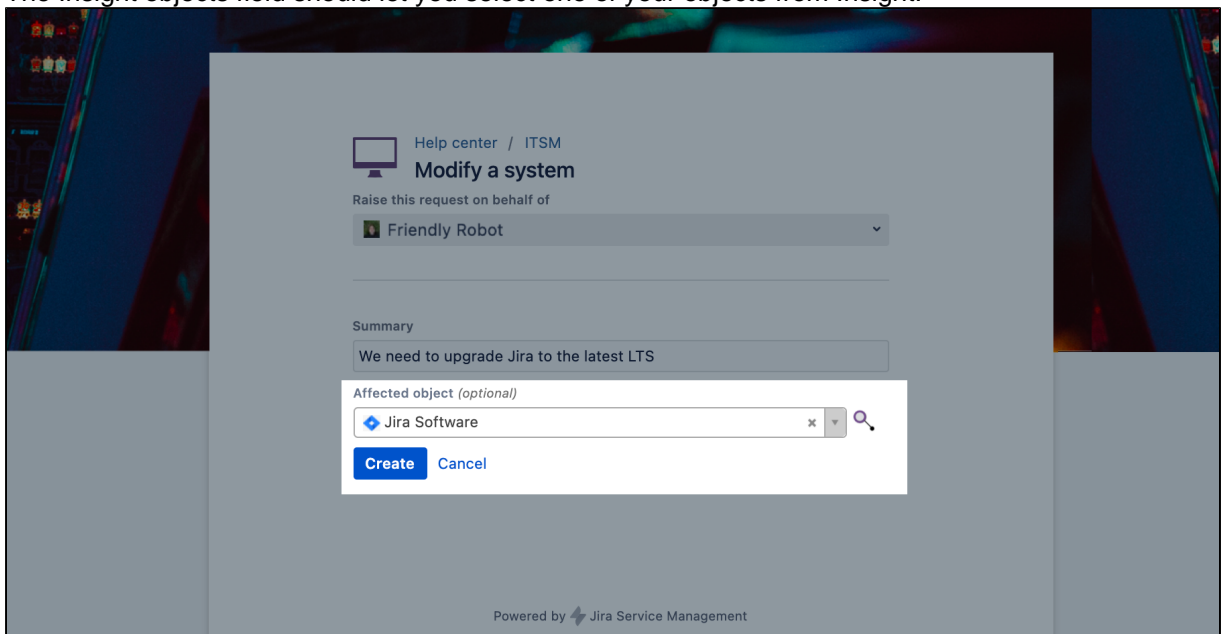 The Insight objects field should let you select one of your objects from Insight.
Help center / ITSM
Modify a system
Raise this request on behalf of
Friendly Robot
Summary
We need to upgrade Jira to the latest LTS
Affected object (optional)
Jira Software
Create Cancel
Powered by Jira Service Management